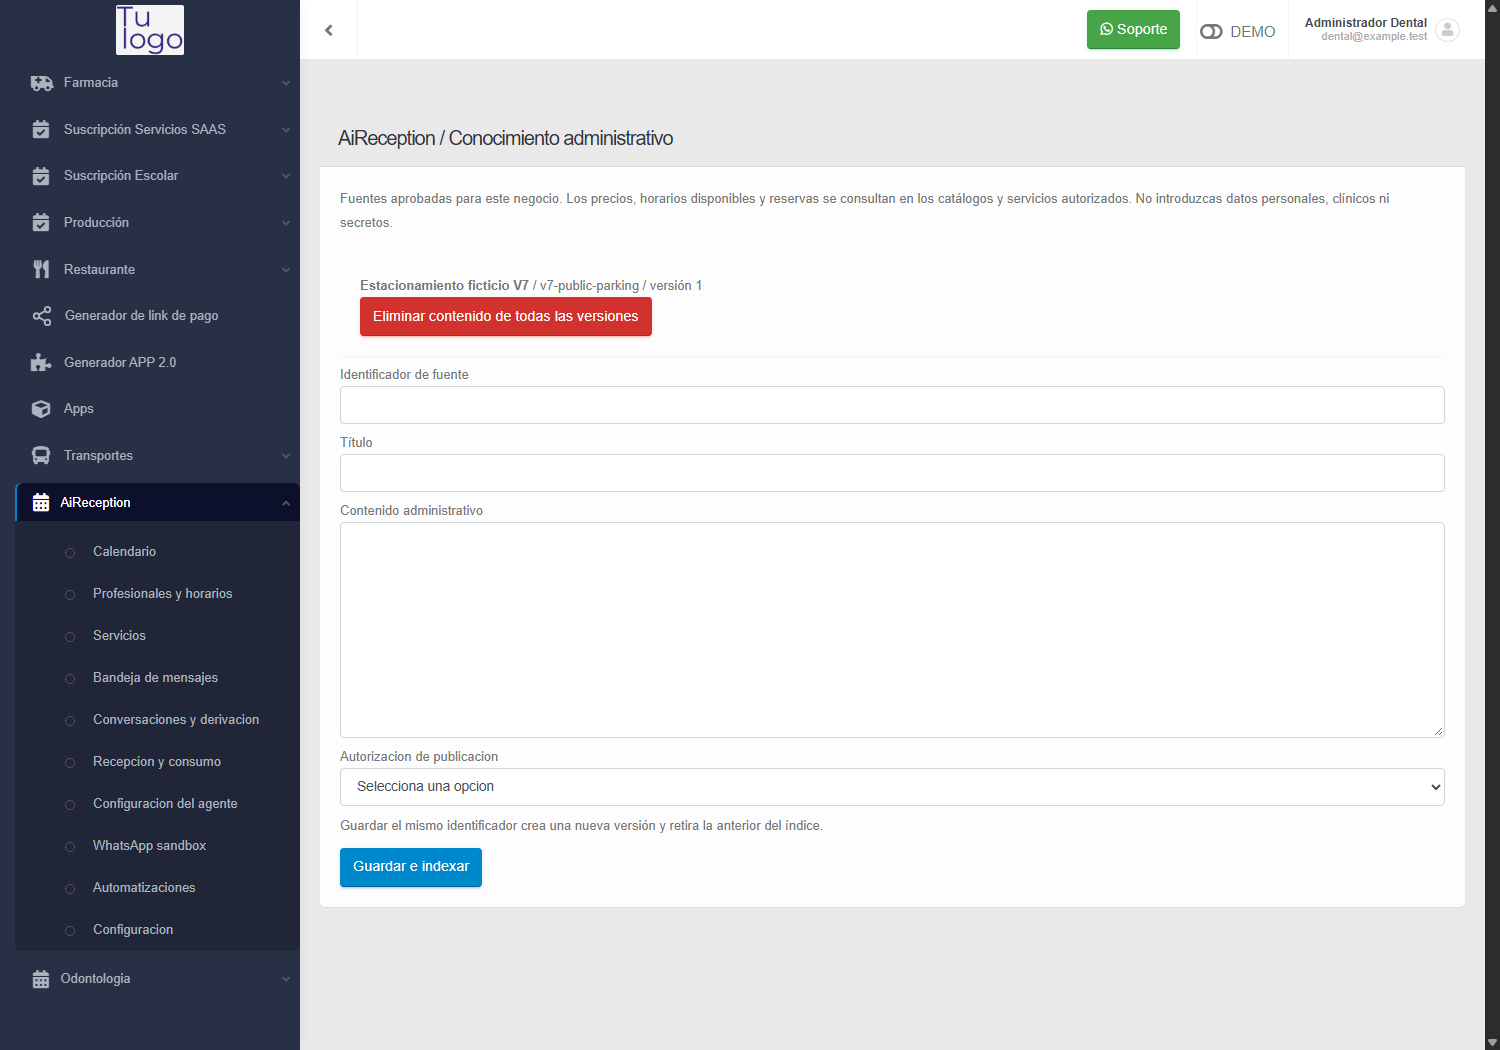 Tu
logo
Farmacia
Suscripción Servicios SAAS
Suscripción Escolar
Producción
Restaurante
Generador de link de pago
Generador APP 2.0
Apps
Transportes
AiReception
Calendario
Profesionales y horarios
Servicios
Bandeja de mensajes
Conversaciones y derivacion
Recepcion y consumo
Configuracion del agente
WhatsApp sandbox
Automatizaciones
Configuracion
Odontologia
Soporte
DEMO
Administrador Dental
dental@example.test
AiReception / Conocimiento administrativo
Fuentes aprobadas para este negocio. Los precios, horarios disponibles y reservas se consultan en los catálogos y servicios autorizados. No introduzcas datos personales, clínicos ni
secretos.
Estacionamiento ficticio V7 / v7-public-parking / versión 1
Eliminar contenido de todas las versiones
Identificador de fuente
Título
Contenido administrativo
Autorizacion de publicacion
Selecciona una opcion
Guardar el mismo identificador crea una nueva versión y retira la anterior del índice.
Guardar e indexar